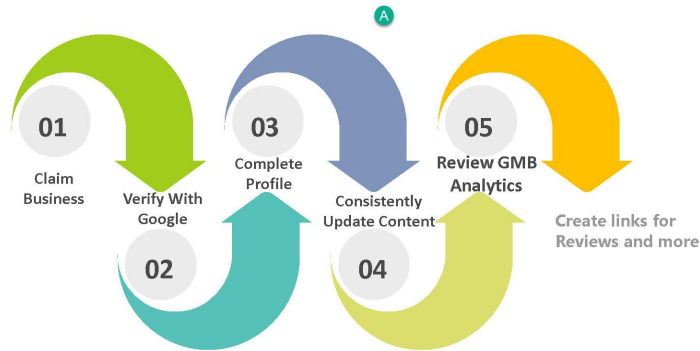 A
01
Claim
Business
Verify With
Google
02
03
Complete
Profile
Consistently
Update Content
04
05
Review GMB
Analytics
Create links for
Reviews and more